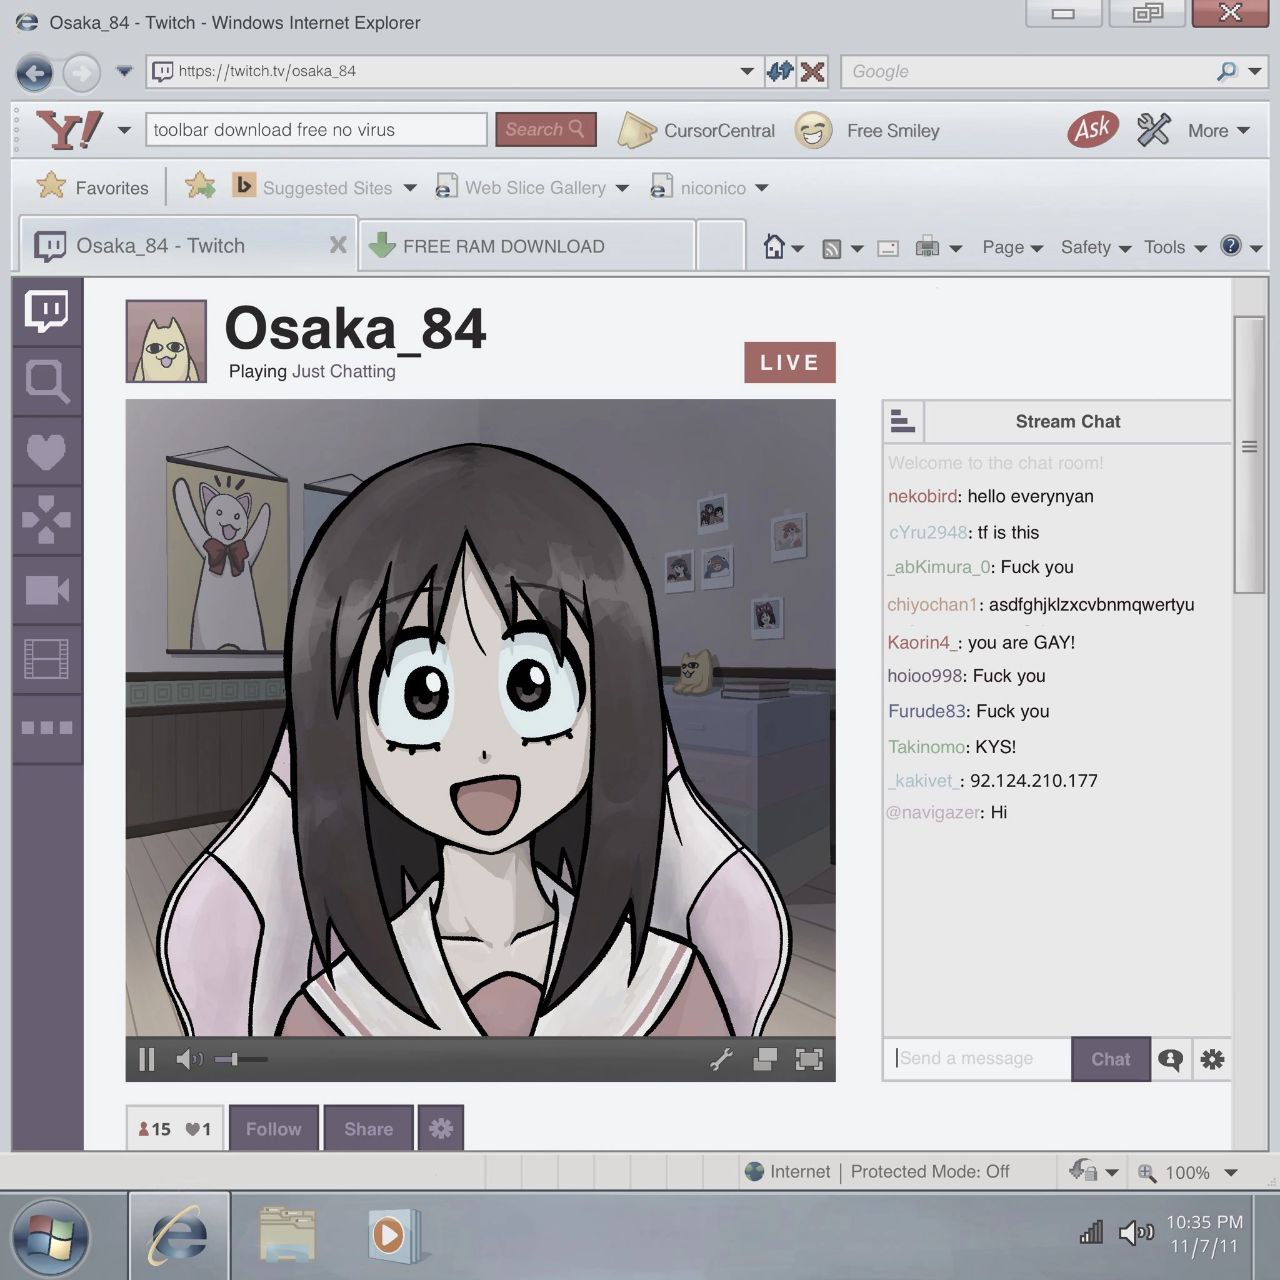 Osaka_84 - Twitch - Windows Internet Explorer
https://twitch.tv/osaka_84
Google
Y!
toolbar download free no virus
Search
CursorCentral
Free Smiley
Ask
More
Favorites
b
Suggested Sites
Web Slice Gallery
niconico
Osaka_84 - Twitch
FREE RAM DOWNLOAD
Page
Safety
Tools
Osaka_84
Playing Just Chatting
LIVE
Stream Chat
Welcome to the chat room!
nekobird: hello everynyan
cYru2948: tf is this
_abKimura_0: Fuck you
chiyochan1: asdfghjklzxcvbnmqwertyu
Kaorin4_: you are GAY!
hoioo998: Fuck you
Furude83: Fuck you
Takinomo: KYS!
_kakivet_: 92.124.210.177
@navigazer: Hi
Send a message
Chat
15
1
Follow
Share
Internet | Protected Mode: Off
100%
10:35 PM
11/7/11